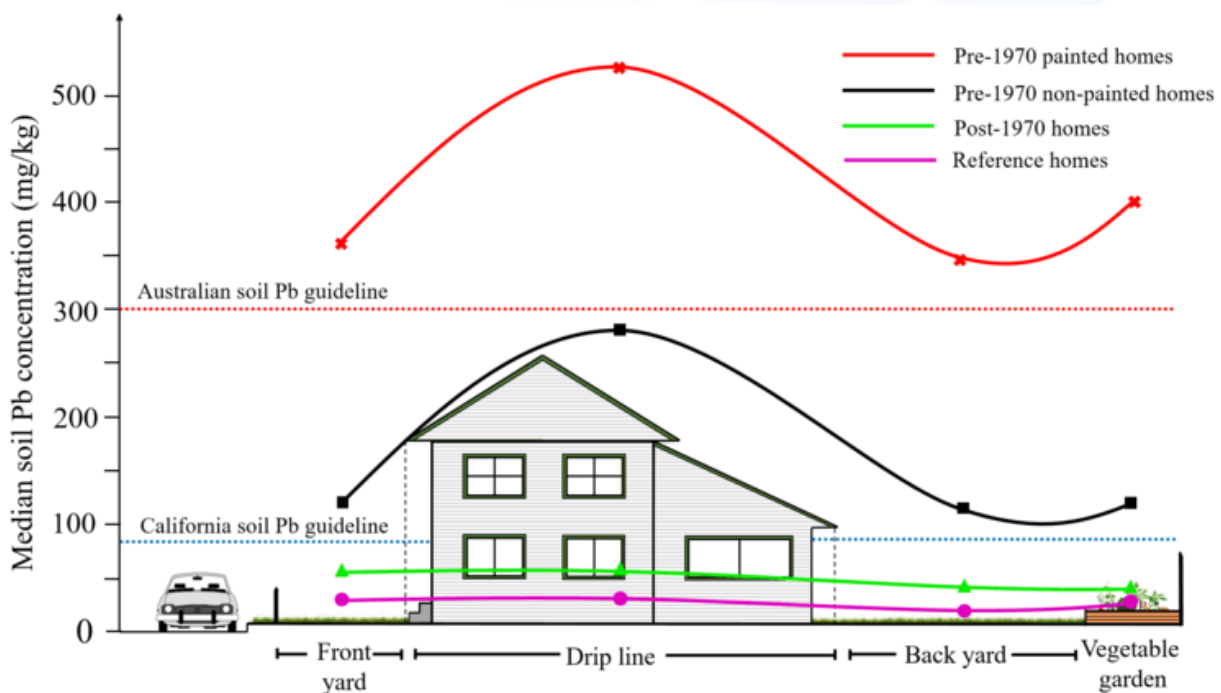 Median soil Pb concentration (mg/kg)
500
400
300
200
100
0
Pre-1970 painted homes
Pre-1970 non-painted homes
Post-1970 homes
Reference homes
Australian soil Pb guideline
California soil Pb guideline
Front
yard
Drip line
Back yard
Vegetable
garden